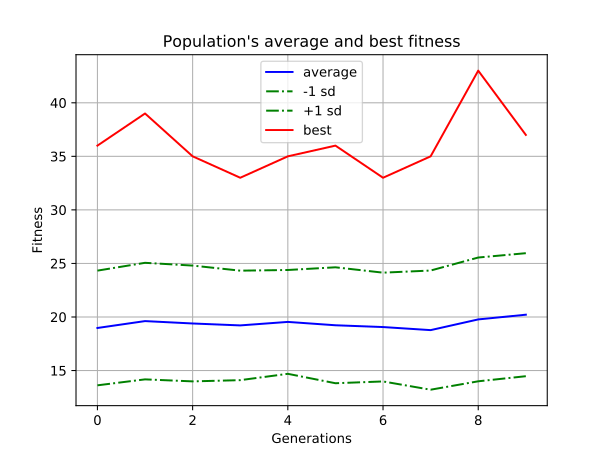 Population's average and best fitness
average
-1 sd
+1 sd
best
40
35
30
25
20
15
Fitness
0 2 4 6 8
Generations